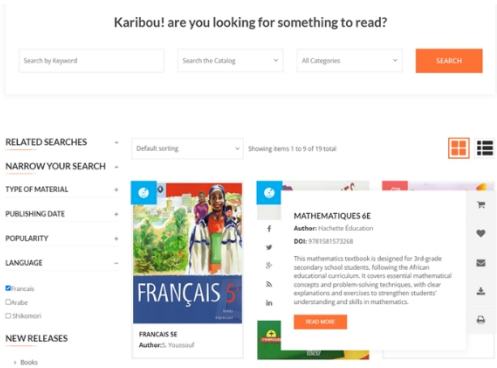 Karibou! are you looking for something to read?
Search by Keyword
Search the Catalog
All Categories
SEARCH
RELATED SEARCHES
Default sorting
Showing items 1 to 9 of 19 total
NARROW YOUR SEARCH
TYPE OF MATERIAL
PUBLISHING DATE
POPULARITY
LANGUAGE
Francais
Arabe
Shikomori
NEW RELEASES
Books
FRANÇAIS 5e
FRANCAIS 5E
Author:S. Youssouf
MATHEMATIQUES 6E
Author: Hachette Éducation
DOI: 9781581573268
This mathematics textbook is designed for 3rd-grade
secondary school students, following the African
curriculum. It covers essential mathematical
concepts and problem-solving techniques, with clear
explanations and exercises to strengthen students'
understanding and skills in mathematics.
READ MORE